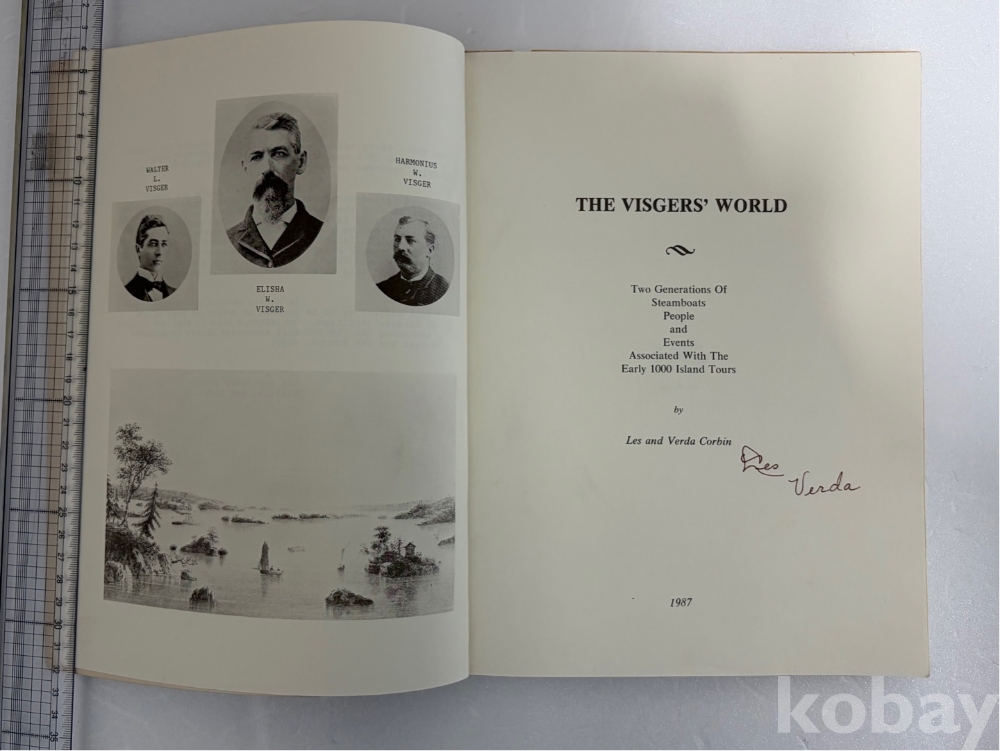 WALTER
L.
VISGER
ELISHA
W.
VISGER
HARMONIUS
W.
VISGER
THE VISGERS' WORLD
Two Generations Of
Steamboats
People
and
Events
Associated With The
Early 1000 Island Tours
by
Les and Verda Corbin
Les
Verda
1987
kobay